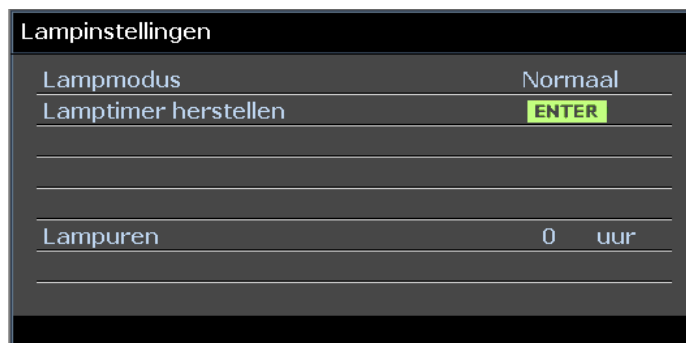 Lampinstellingen
Lampmodus Normaal
Lamptimer herstellen ENTER
Lampuren 0 uur